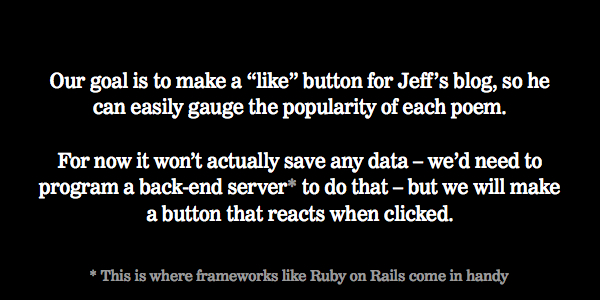 Our goal is to make a “like” button for Jeff’s blog, so he
can easily gauge the popularity of each poem.
For now it won’t actually save any data – we’d need to
program a back-end server* to do that – but we will make
a button that reacts when clicked.
* This is where frameworks like Ruby on Rails come in handy